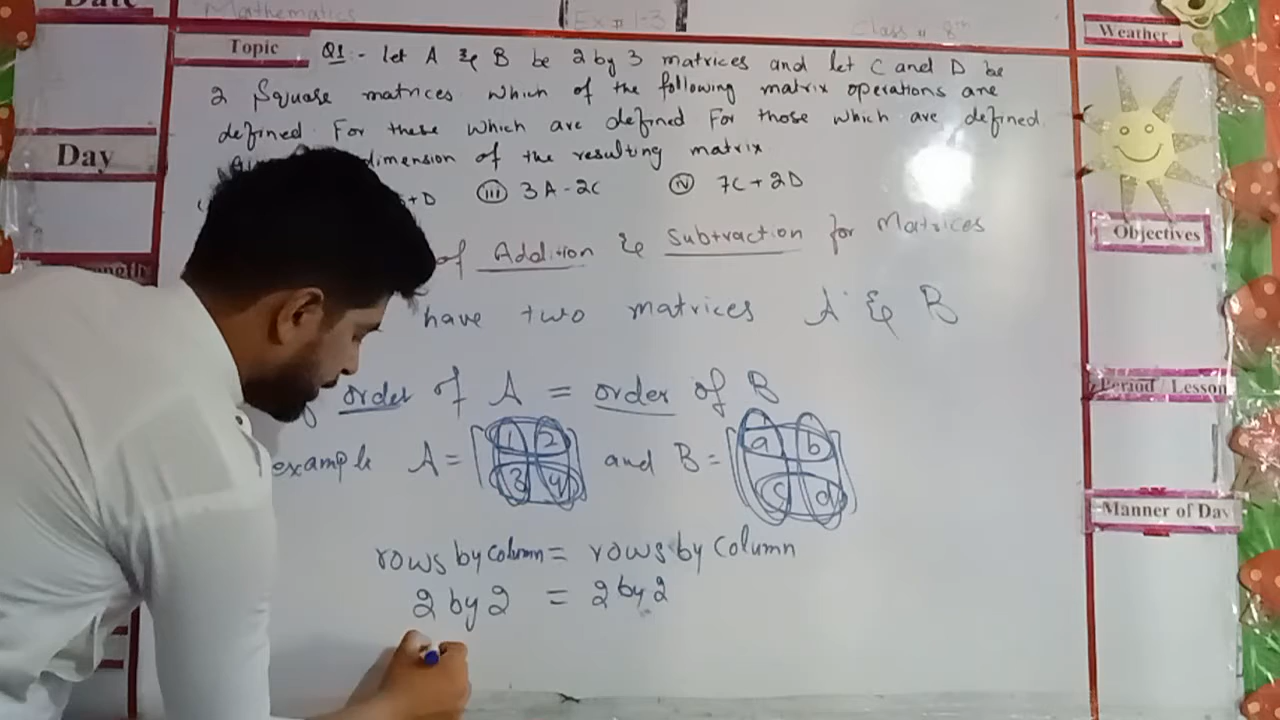 Mathematics
Ex # 1-3
Class # 8th
Date
Weather
Topic
Q1:- let A & B be 2 by 3 matrices and let C and D be
2 Square matrices which of the following matrix operations are
defined For these which are defined For those which are defined.
dimension of the resulting matrix
+D (iii) 3A-2C (iv) 7C+2D
Day
of Addition & Subtraction for Matrices
Objectives
have two matrices A & B
order of A = order of B
Period / Lesson
example A = [1 2 and B = [a b
3 4] c d]
Manner of Day
rows by column = rows by column
2 by 2 = 2 by 2